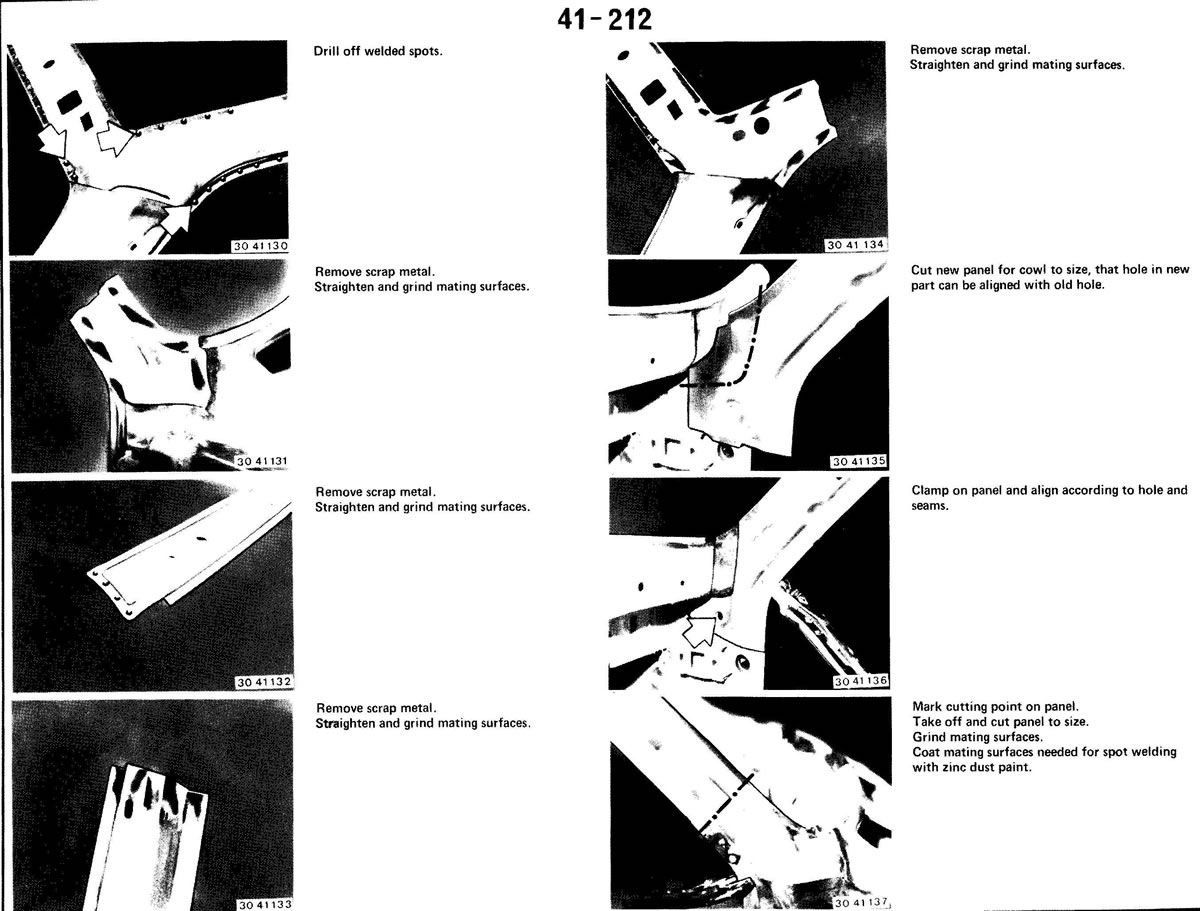 41-212
Drill off welded spots.
30 41 130
Remove scrap metal.
Straighten and grind mating surfaces.
30 41 131
Remove scrap metal.
Straighten and grind mating surfaces.
30 41 132
Remove scrap metal.
Straighten and grind mating surfaces.
30 41 133
Remove scrap metal.
Straighten and grind mating surfaces.
30 41 134
Cut new panel for cowl to size, that hole in new
part can be aligned with old hole.
30 41 135
Clamp on panel and align according to hole and
seams.
30 41 136
Mark cutting point on panel.
Take off and cut panel to size.
Grind mating surfaces.
Coat mating surfaces needed for spot welding
with zinc dust paint.
30 41 137